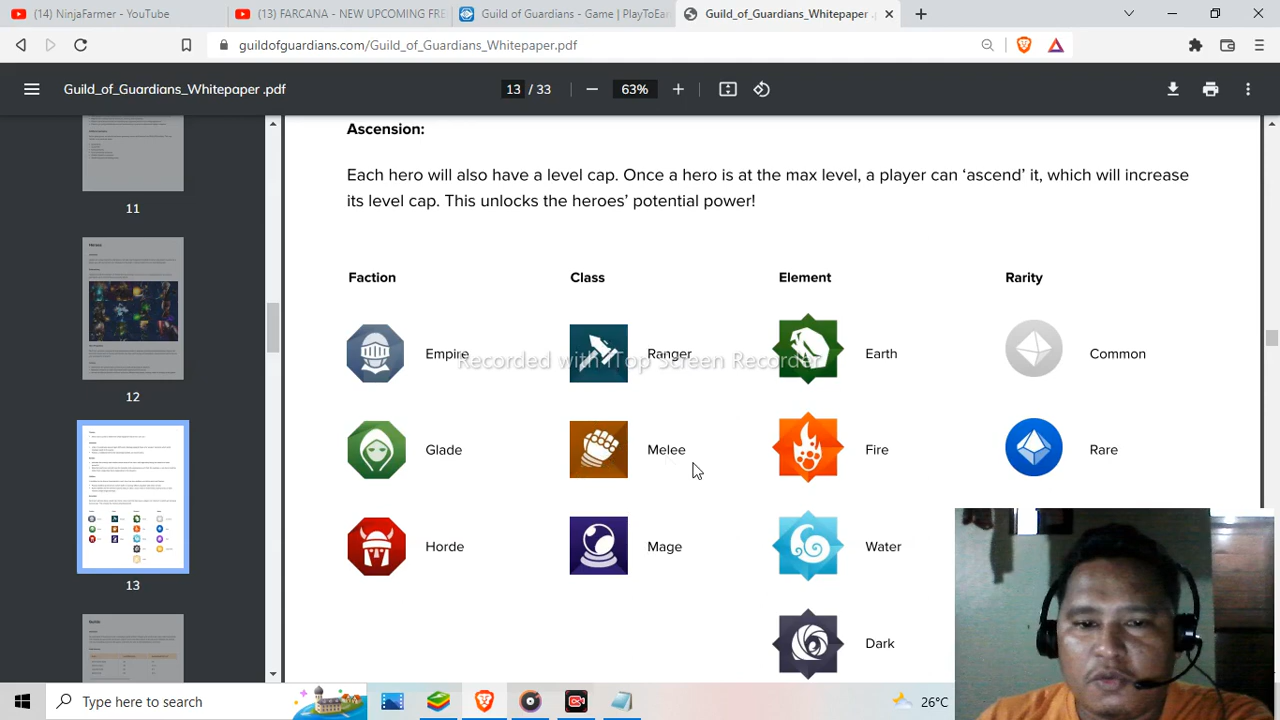 (14) NinjaFarmer - YouTube
(13) FARCANA - NEW UPCOMING FRE
Guild of Guardians - Game | PlayToEar
Guild_of_Guardians_Whitepaper .p
guildofguardians.com/Guild_of_Guardians_Whitepaper.pdf
Guild_of_Guardians_Whitepaper .pdf
13 / 33
63%
11
12
13
Ascension:
Each hero will also have a level cap. Once a hero is at the max level, a player can ‘ascend’ it, which will increase
its level cap. This unlocks the heroes’ potential power!
Faction
Class
Element
Rarity
Empire
Ranger
Earth
Common
Recorded with iTop Screen Recorder
Glade
Melee
Fire
Rare
Horde
Mage
Water
Dark
Type here to search
26°C